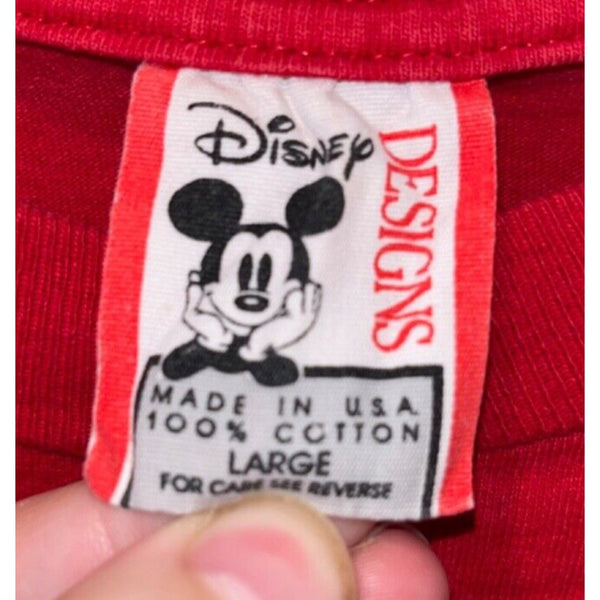 Disney
DESIGNS
MADE IN U.S.A.
100% COTTON
LARGE
FOR CARE SEE REVERSE